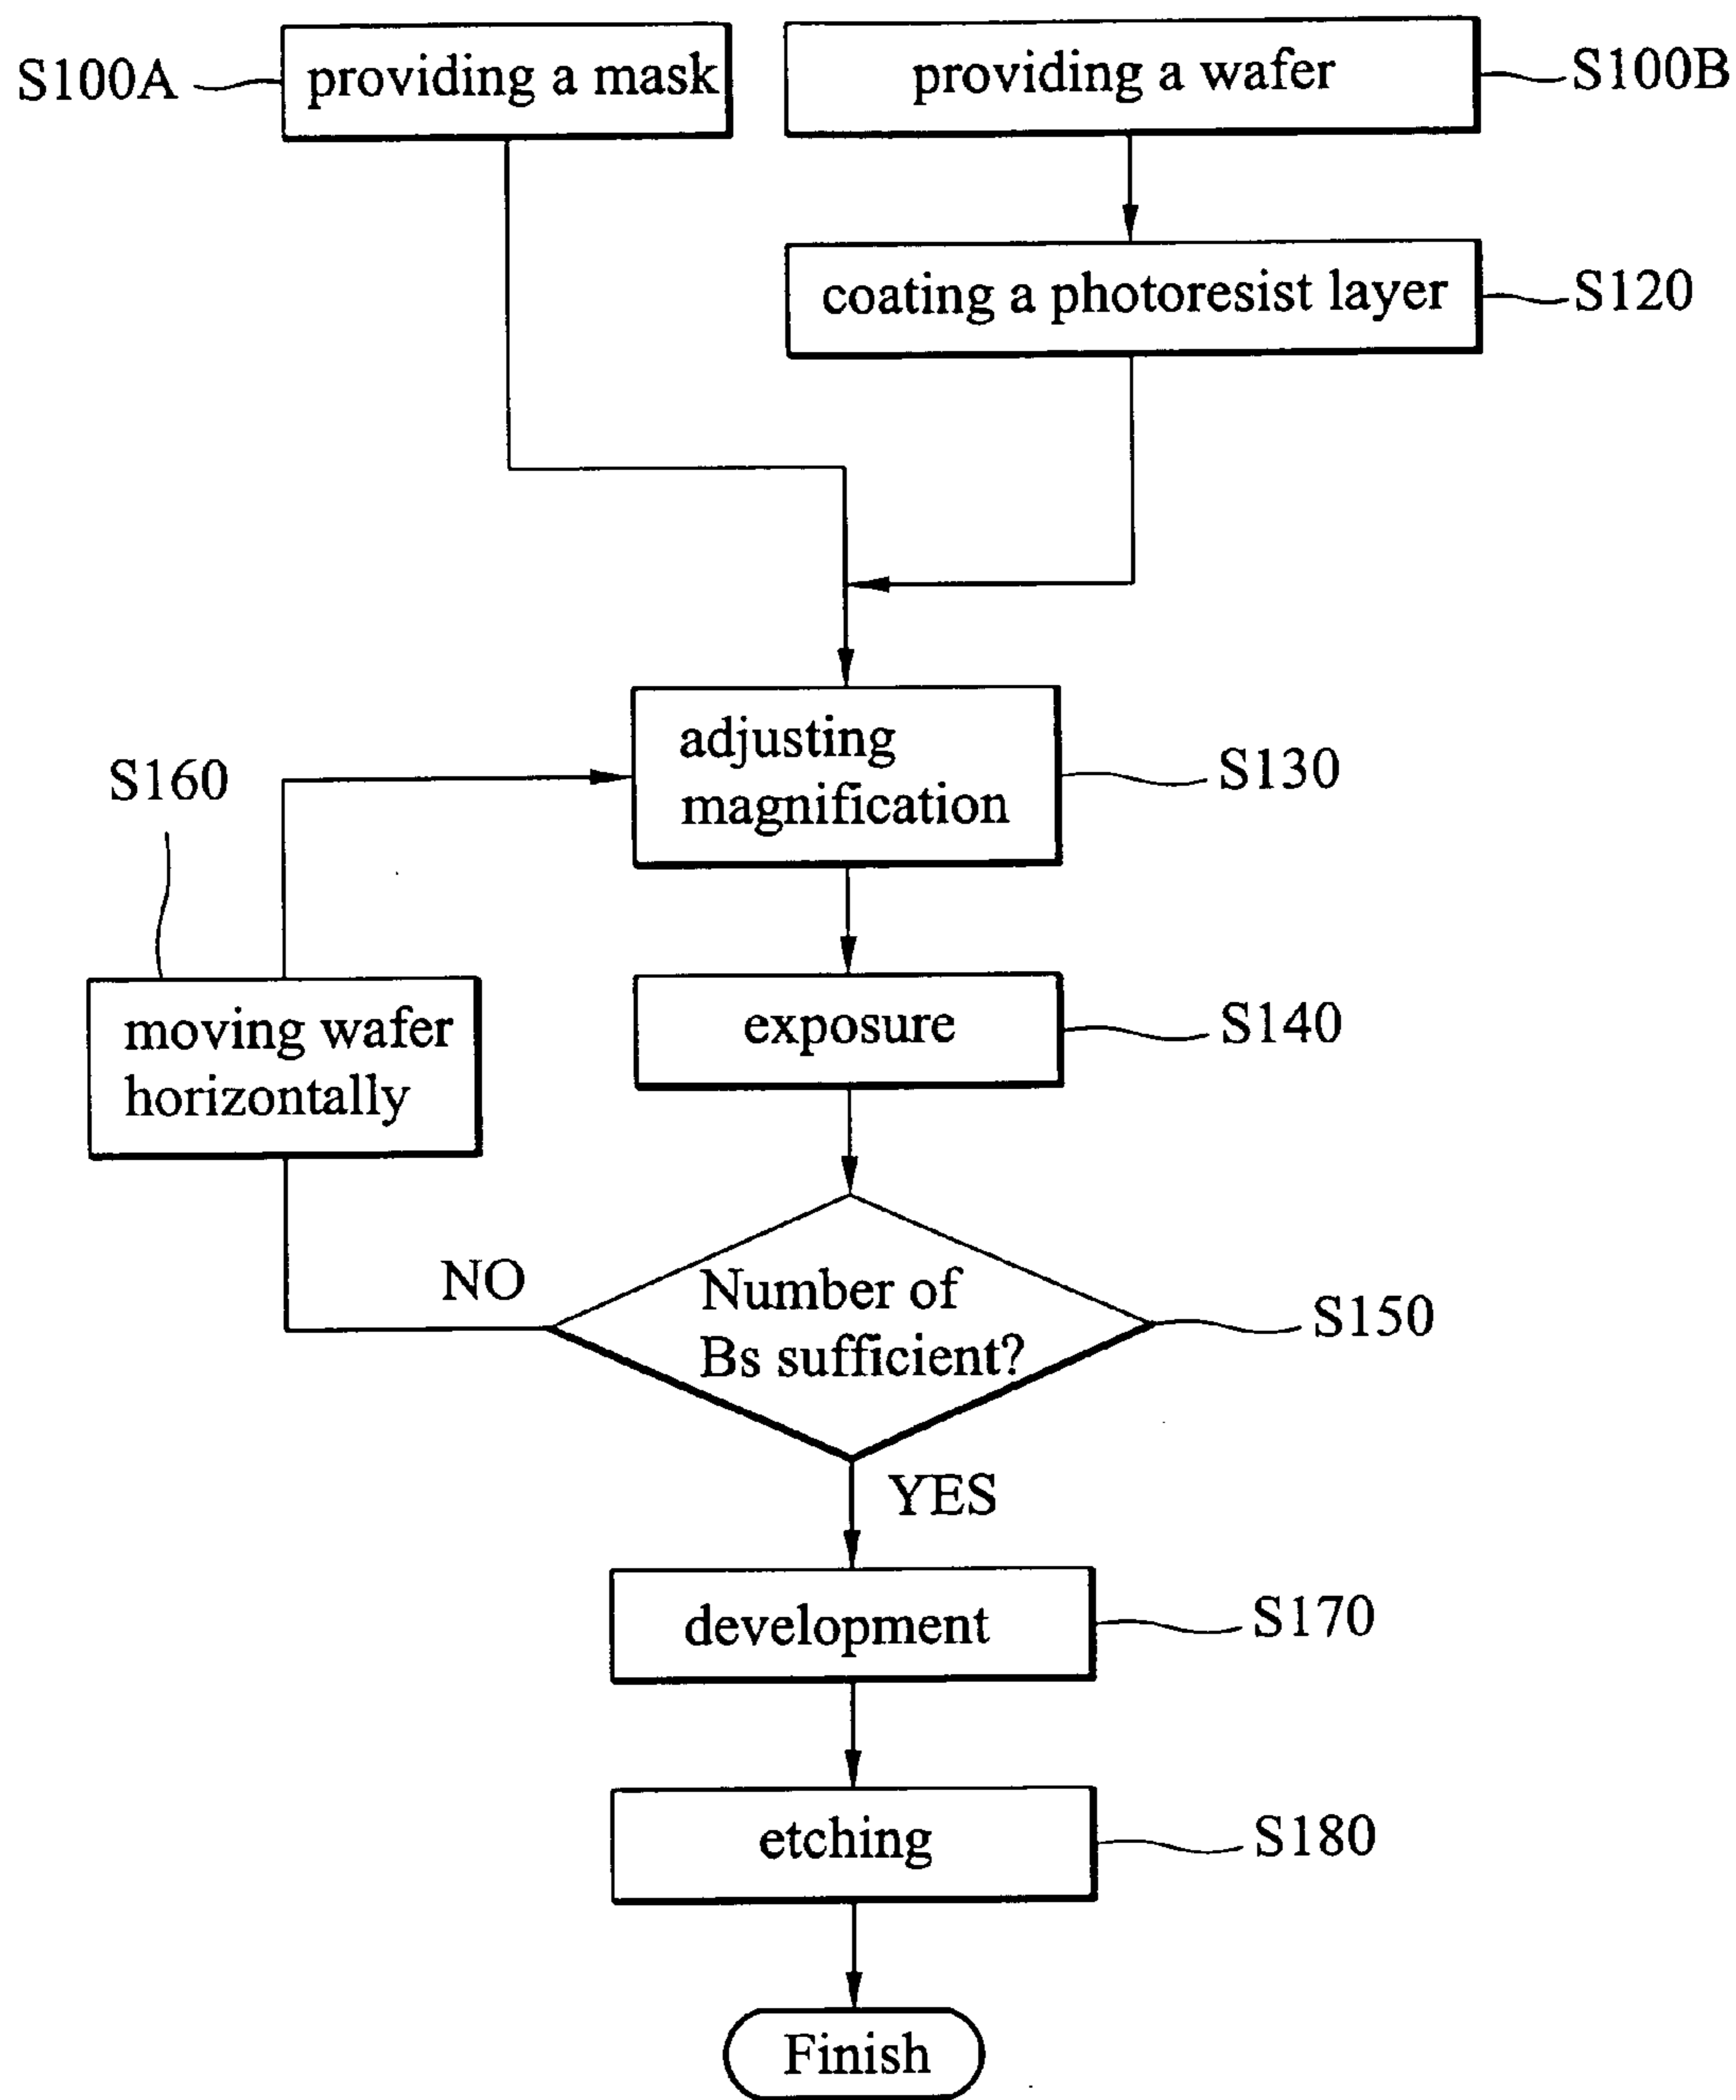 S100A
providing a mask
providing a wafer
S100B
coating a photoresist layer
S120
adjusting
magnification
S130
S160
moving wafer
horizontally
exposure
S140
NO
Number of
Bs sufficient?
S150
YES
development
S170
etching
S180
Finish